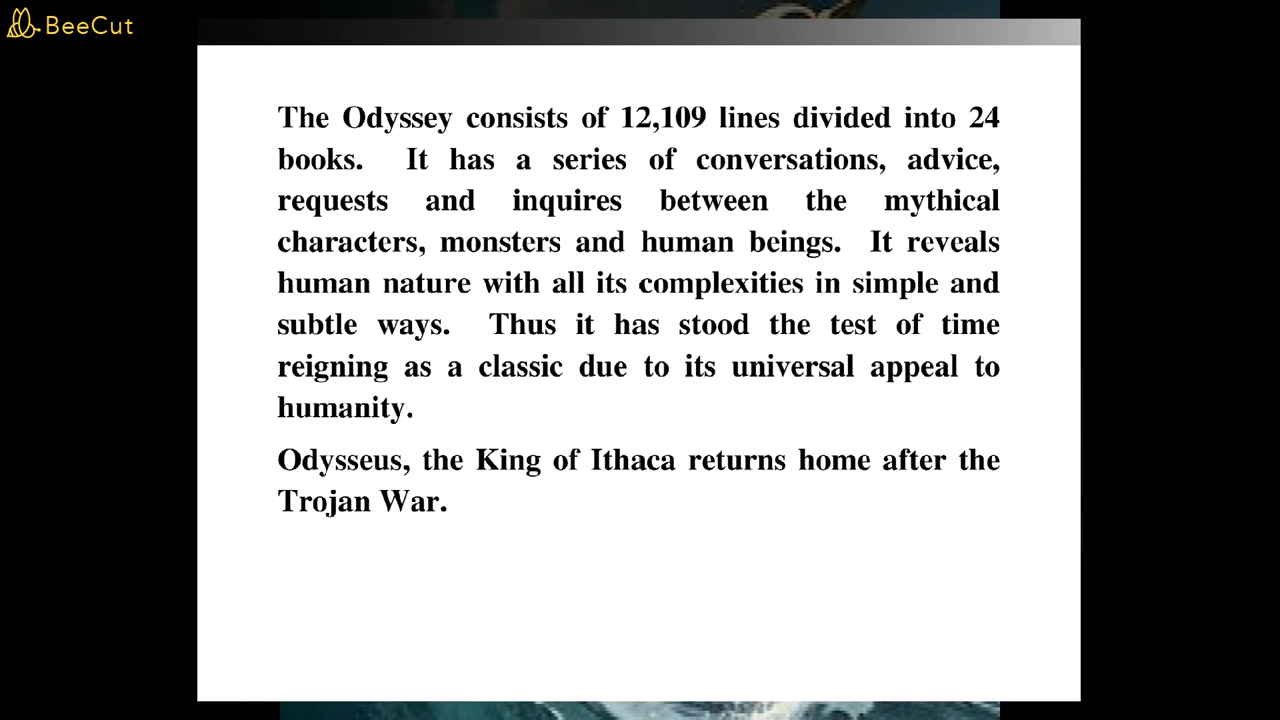 BeeCut
The Odyssey consists of 12,109 lines divided into 24
books. It has a series of conversations, advice,
requests and inquires between the mythical
characters, monsters and human beings. It reveals
human nature with all its complexities in simple and
subtle ways. Thus it has stood the test of time
reigning as a classic due to its universal appeal to
humanity.
Odysseus, the King of Ithaca returns home after the
Trojan War.